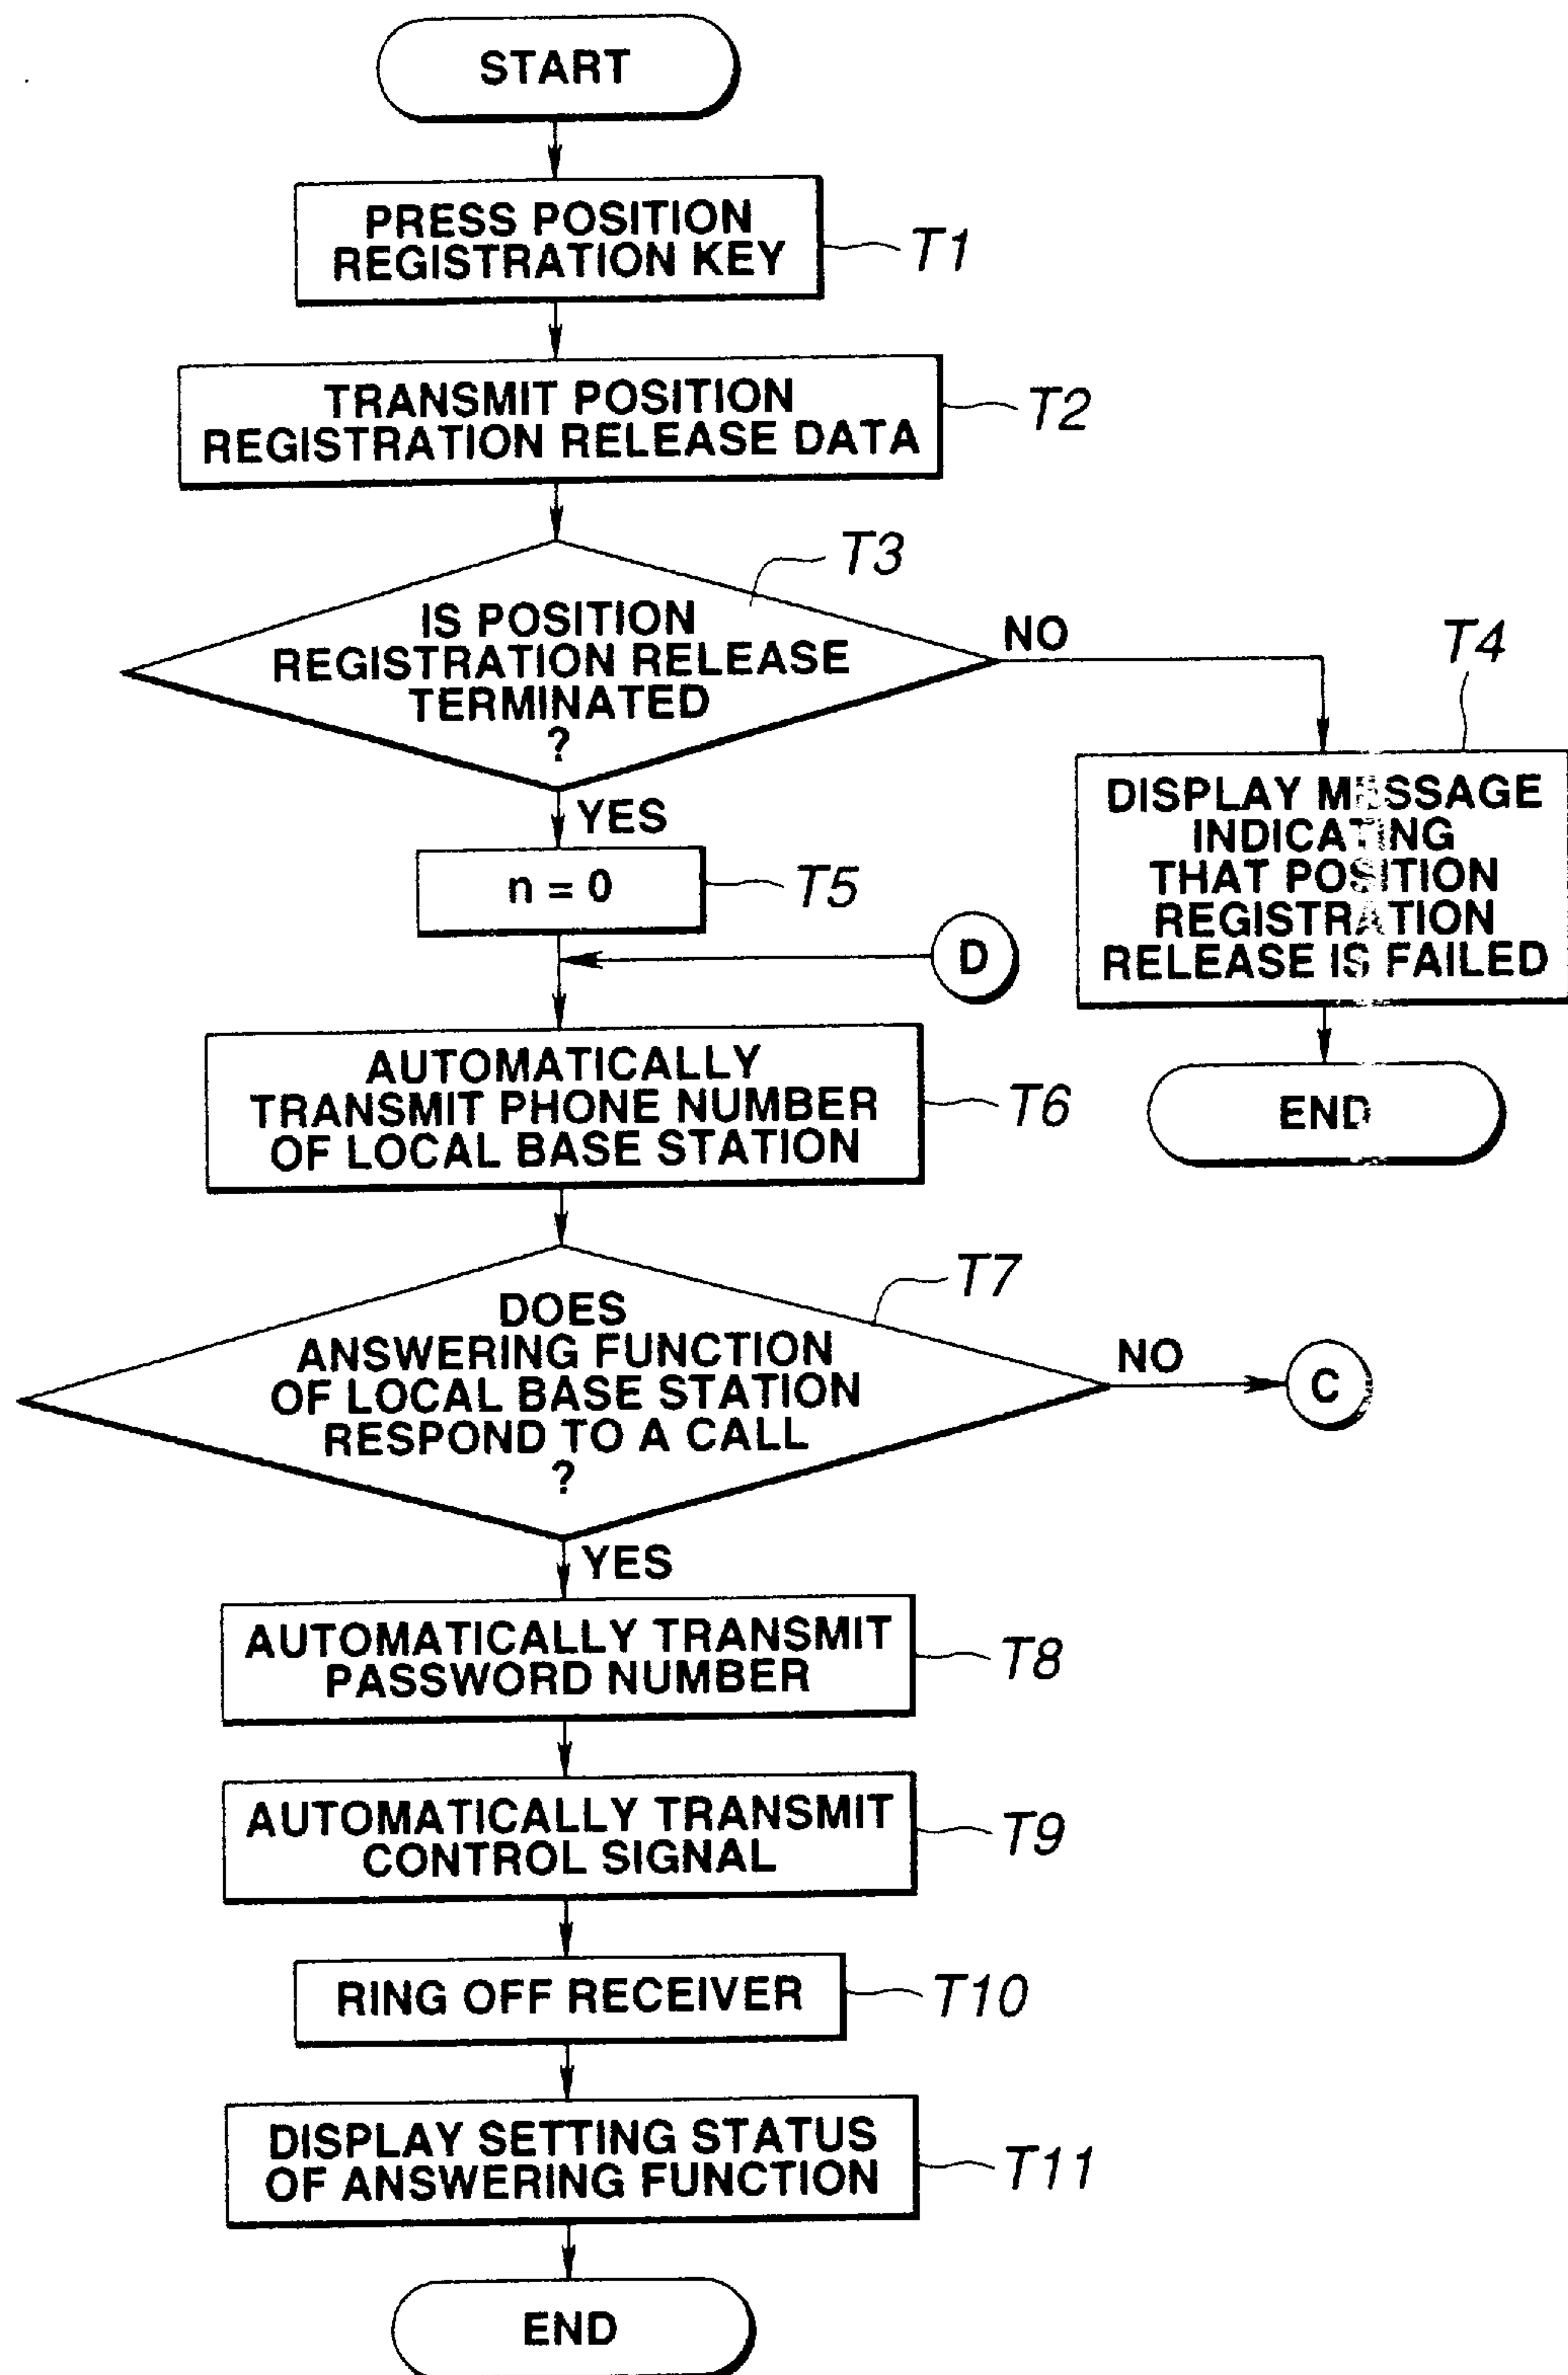 START
PRESS POSITION
REGISTRATION KEY
T1
TRANSMIT POSITION
REGISTRATION RELEASE DATA
T2
T3
IS POSITION
REGISTRATION RELEASE
TERMINATED
?
NO
YES
T4
DISPLAY MESSAGE
INDICATING
THAT POSITION
REGISTRATION
RELEASE IS FAILED
END
n = 0
T5
D
AUTOMATICALLY
TRANSMIT PHONE NUMBER
OF LOCAL BASE STATION
T6
T7
DOES
ANSWERING FUNCTION
OF LOCAL BASE STATION
RESPOND TO A CALL
?
NO
C
YES
AUTOMATICALLY TRANSMIT
PASSWORD NUMBER
T8
AUTOMATICALLY TRANSMIT
CONTROL SIGNAL
T9
RING OFF RECEIVER
T10
DISPLAY SETTING STATUS
OF ANSWERING FUNCTION
T11
END